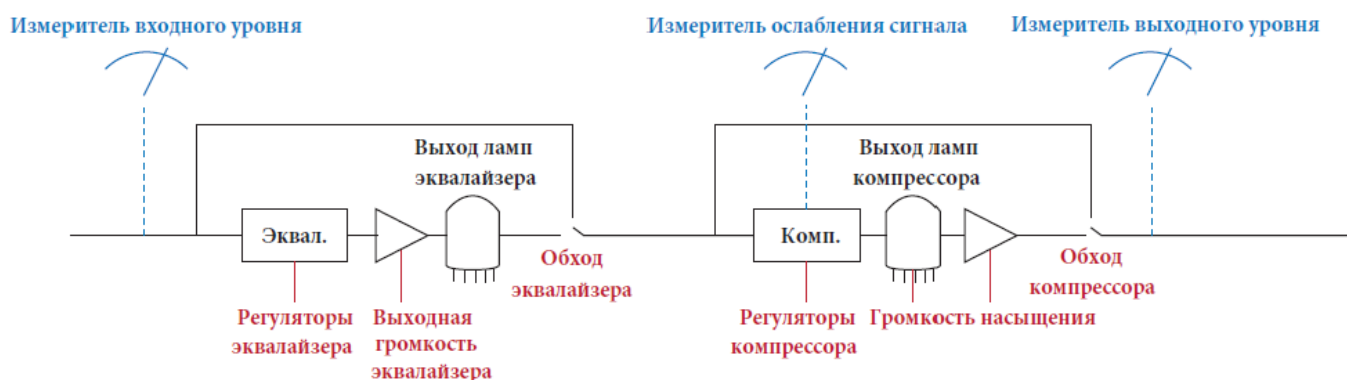 Измеритель входного уровня
Измеритель ослабления сигнала
Измеритель выходного уровня
Выход ламп
эквалайзера
Выход ламп
компрессора
Эквал.
Комп.
Обход
эквалайзера
Обход
компрессора
Регуляторы
эквалайзера
Выходная
громкость
эквалайзера
Регуляторы
компрессора
Громкость насыщения